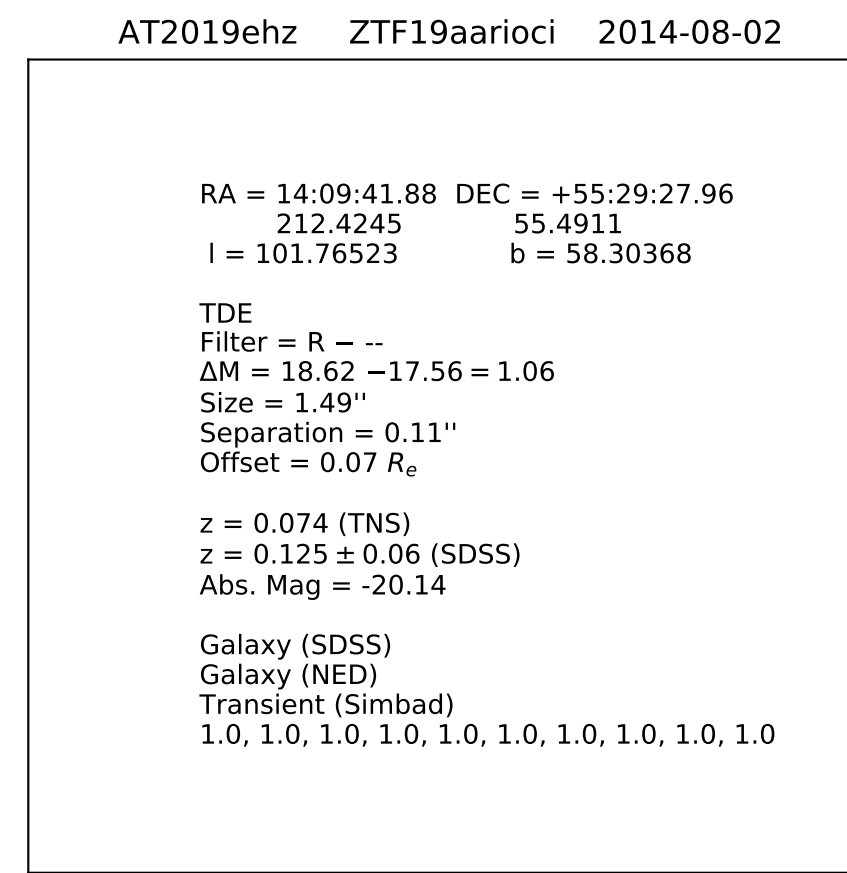 AT2019ehz ZTF19aarioci 2014-08-02
RA = 14:09:41.88 DEC = +55:29:27.96
212.4245 55.4911
l = 101.76523 b = 58.30368
TDE
Filter = R − --
ΔM = 18.62 −17.56 = 1.06
Size = 1.49''
Separation = 0.11''
Offset = 0.07 Re
z = 0.074 (TNS)
z = 0.125 ± 0.06 (SDSS)
Abs. Mag = -20.14
Galaxy (SDSS)
Galaxy (NED)
Transient (Simbad)
1.0, 1.0, 1.0, 1.0, 1.0, 1.0, 1.0, 1.0, 1.0, 1.0